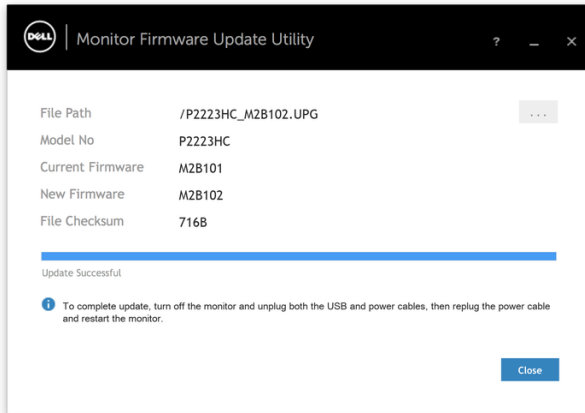 DELL Monitor Firmware Update Utility ? _ ×
File Path /P2223HC_M2B102.UPG ...
Model No P2223HC
Current Firmware M2B101
New Firmware M2B102
File Checksum 716B
Update Successful
i To complete update, turn off the monitor and unplug both the USB and power cables, then replug the power cable
and restart the monitor.
Close